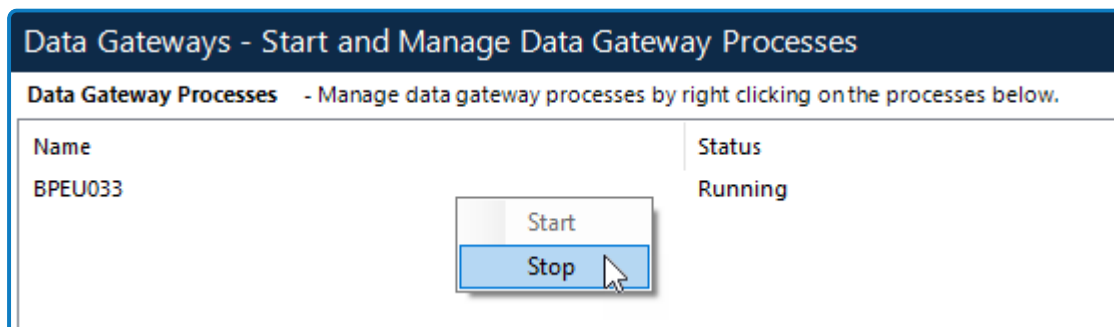 Data Gateways - Start and Manage Data Gateway Processes
Data Gateway Processes - Manage data gateway processes by right clicking on the processes below.
Name Status
BPEU033 Running
Start
Stop